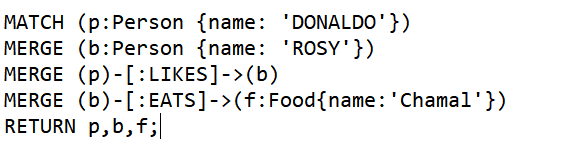 MATCH (p:Person {name: 'DONALDO'})
MERGE (b:Person {name: 'ROSY'})
MERGE (p)-[:LIKES]->(b)
MERGE (b)-[:EATS]->(f:Food{name:'Chamal'})
RETURN p,b,f;